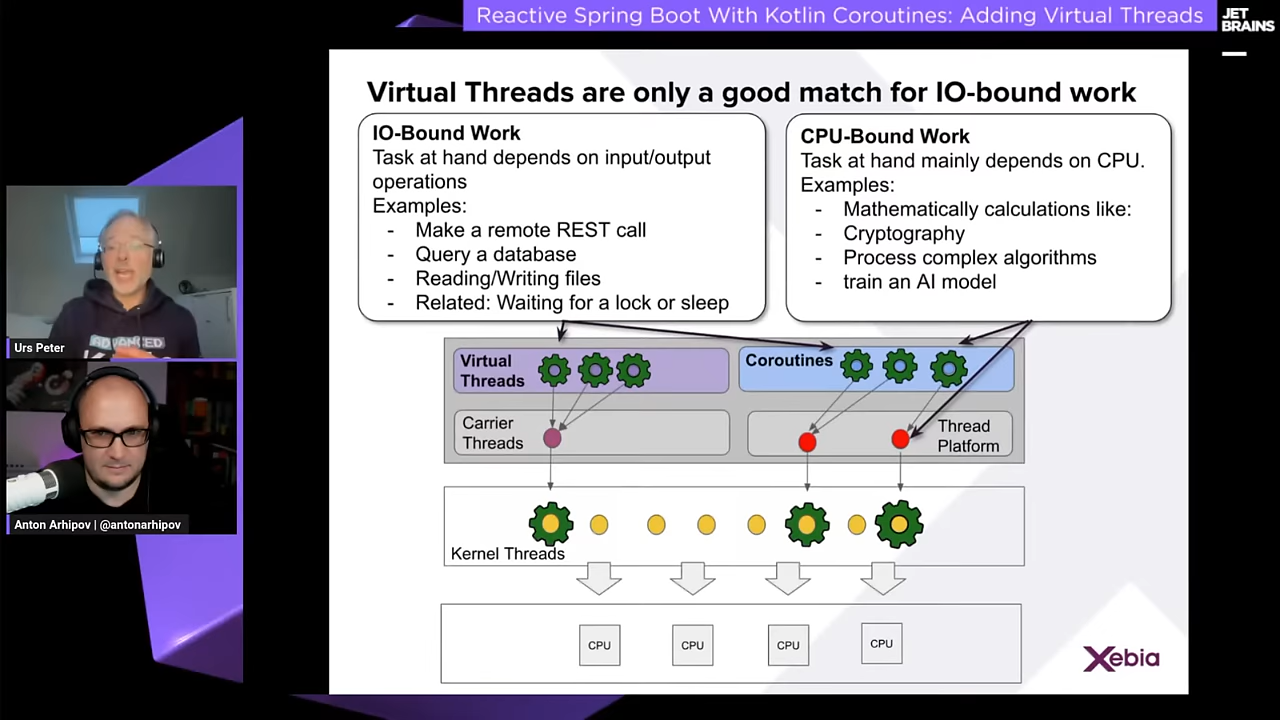 Reactive Spring Boot With Kotlin Coroutines: Adding Virtual Threads
JET
BRAINS
Virtual Threads are only a good match for IO-bound work
IO-Bound Work
Task at hand depends on input/output
operations
Examples:
- Make a remote REST call
- Query a database
- Reading/Writing files
- Related: Waiting for a lock or sleep
CPU-Bound Work
Task at hand mainly depends on CPU.
Examples:
- Mathematically calculations like:
- Cryptography
- Process complex algorithms
- train an AI model
Virtual
Threads
Coroutines
Carrier
Threads
Thread
Platform
Kernel Threads
CPU
CPU
CPU
CPU
Xebia
ADVANCED
Urs Peter
Anton Arhipov | @antonarhipov